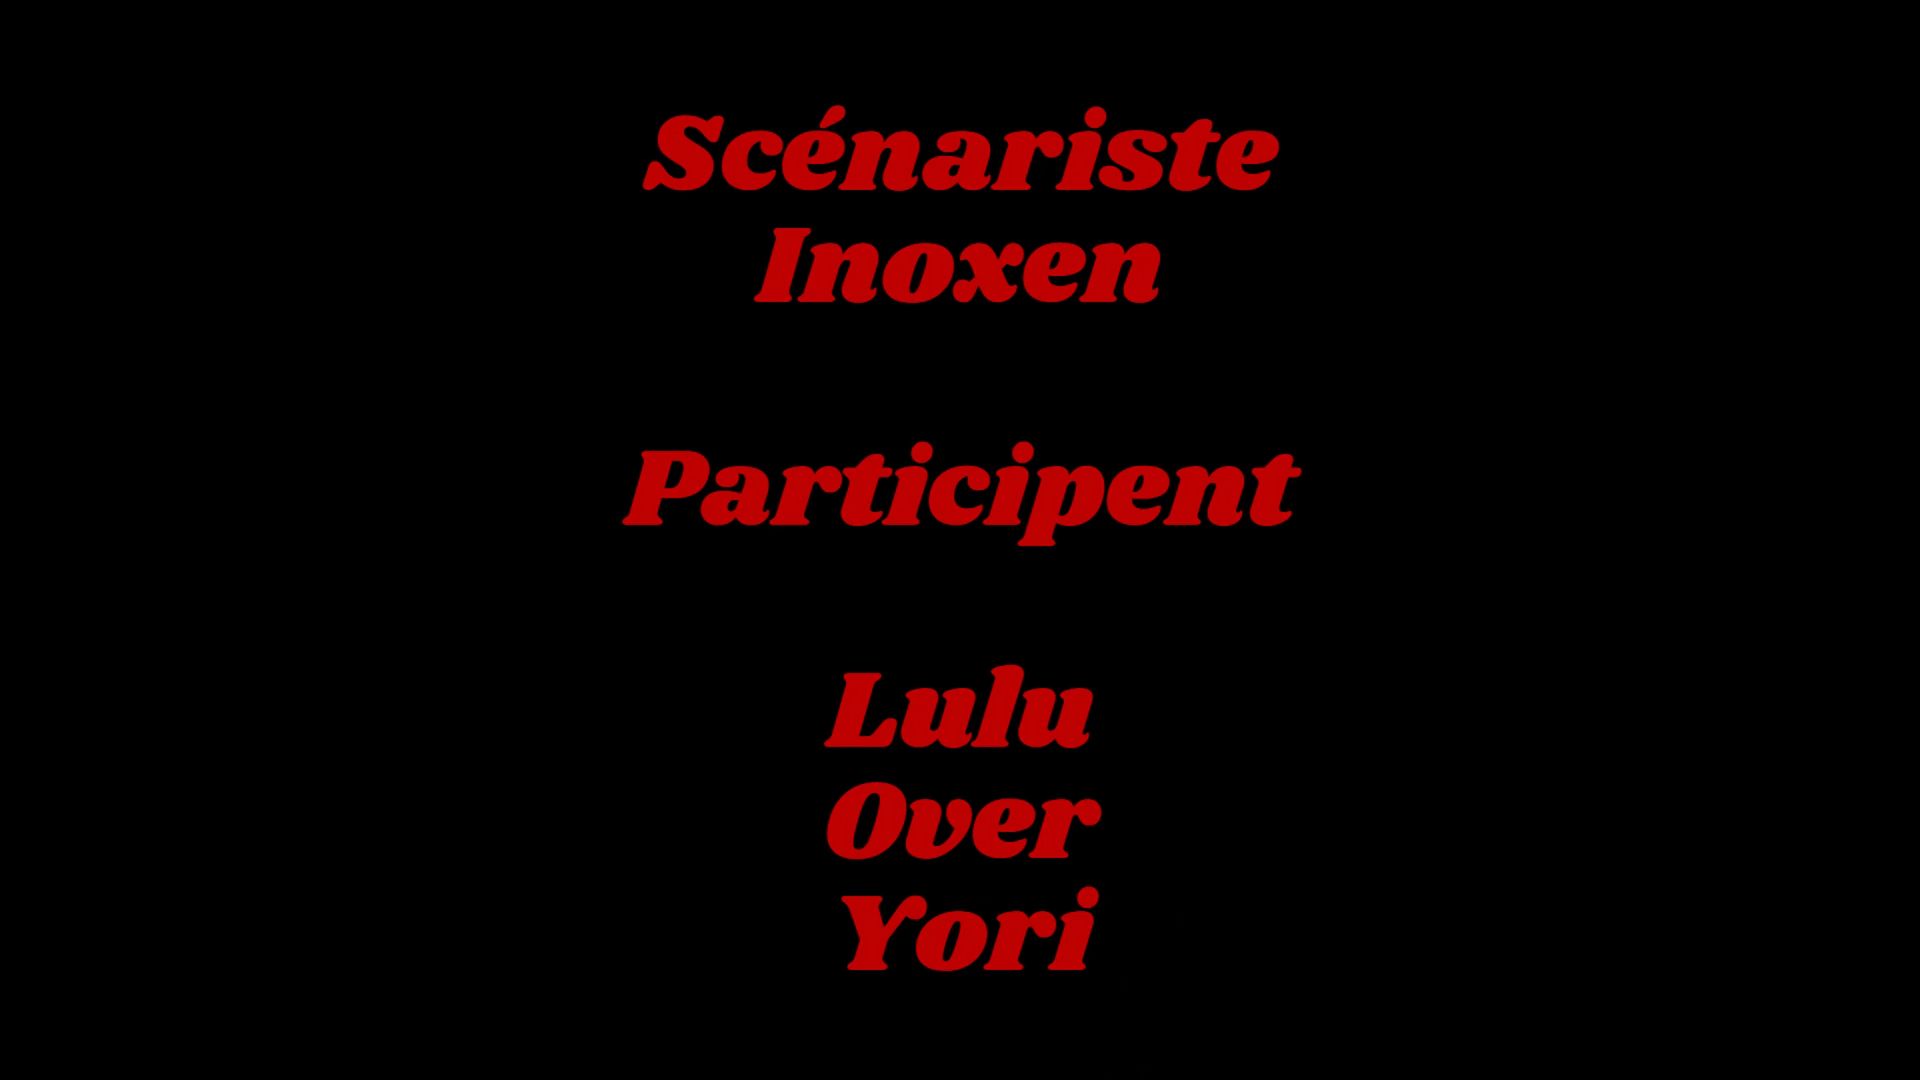 Scénariste
Inoxen
Participent
Lulu
Over
Yori